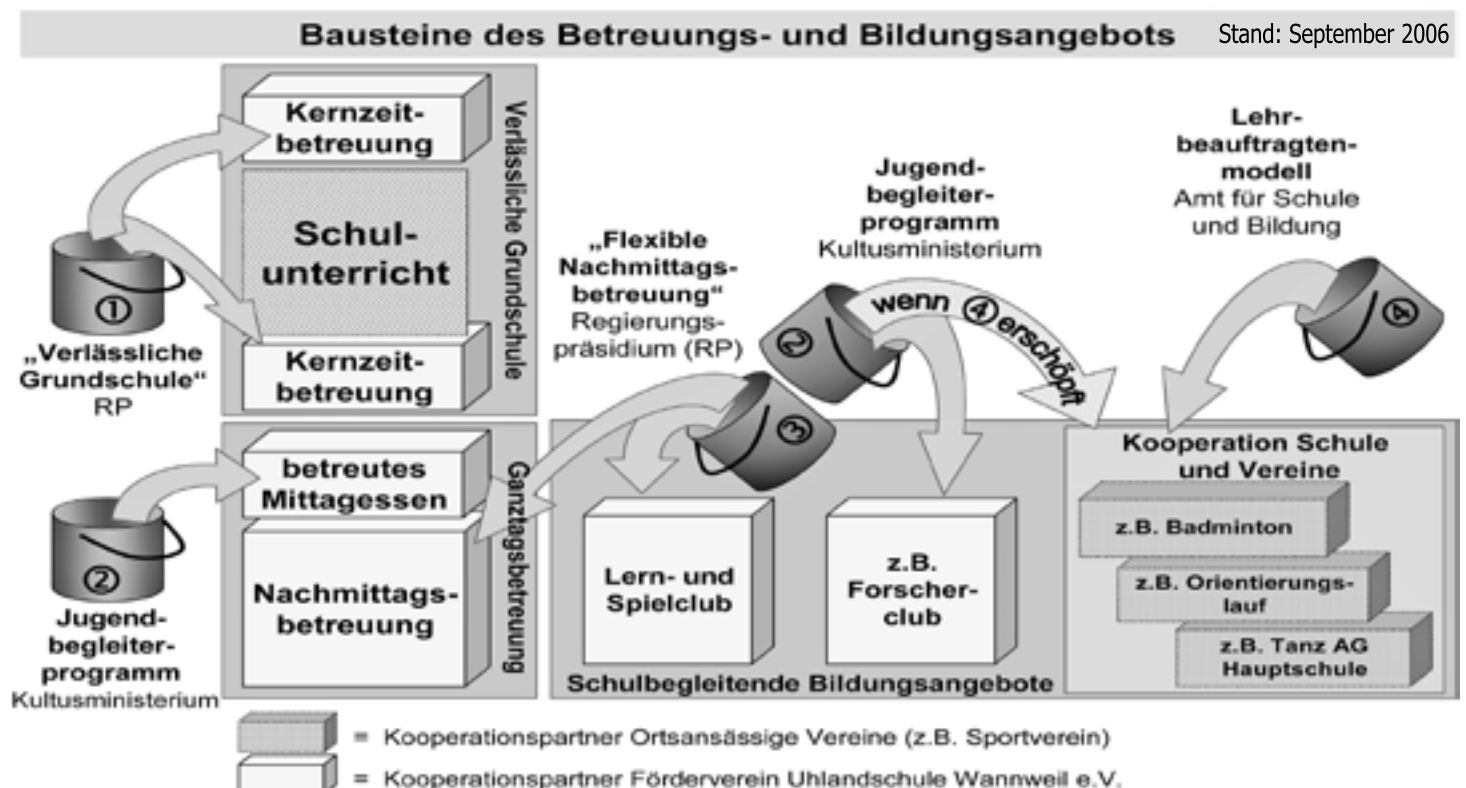 Bausteine des Betreuungs- und Bildungsangebots
Stand: September 2006
Kernzeit-
betreuung
Schul-
unterricht
Kernzeit-
betreuung
Verlässliche Grundschule
①
„Verlässliche
Grundschule“
RP
betreutes
Mittagessen
Nachmittags-
betreuung
Ganztagsbetreuung
②
Jugend-
begleiter-
programm
Kultusministerium
„Flexible
Nachmittags-
betreuung“
Regierungs-
präsidium (RP)
③
Jugend-
begleiter-
programm
Kultusministerium
②
wenn ④ erschöpft
Lehr-
beauftragten-
modell
Amt für Schule
und Bildung
④
Lern- und
Spielclub
z.B.
Forscher-
club
Schulbegleitende Bildungsangebote
Kooperation Schule
und Vereine
z.B. Badminton
z.B. Orientierungs-
lauf
z.B. Tanz AG
Hauptschule
= Kooperationspartner Ortsansässige Vereine (z.B. Sportverein)
= Kooperationspartner Förderverein Uhlandschule Wannweil e.V.